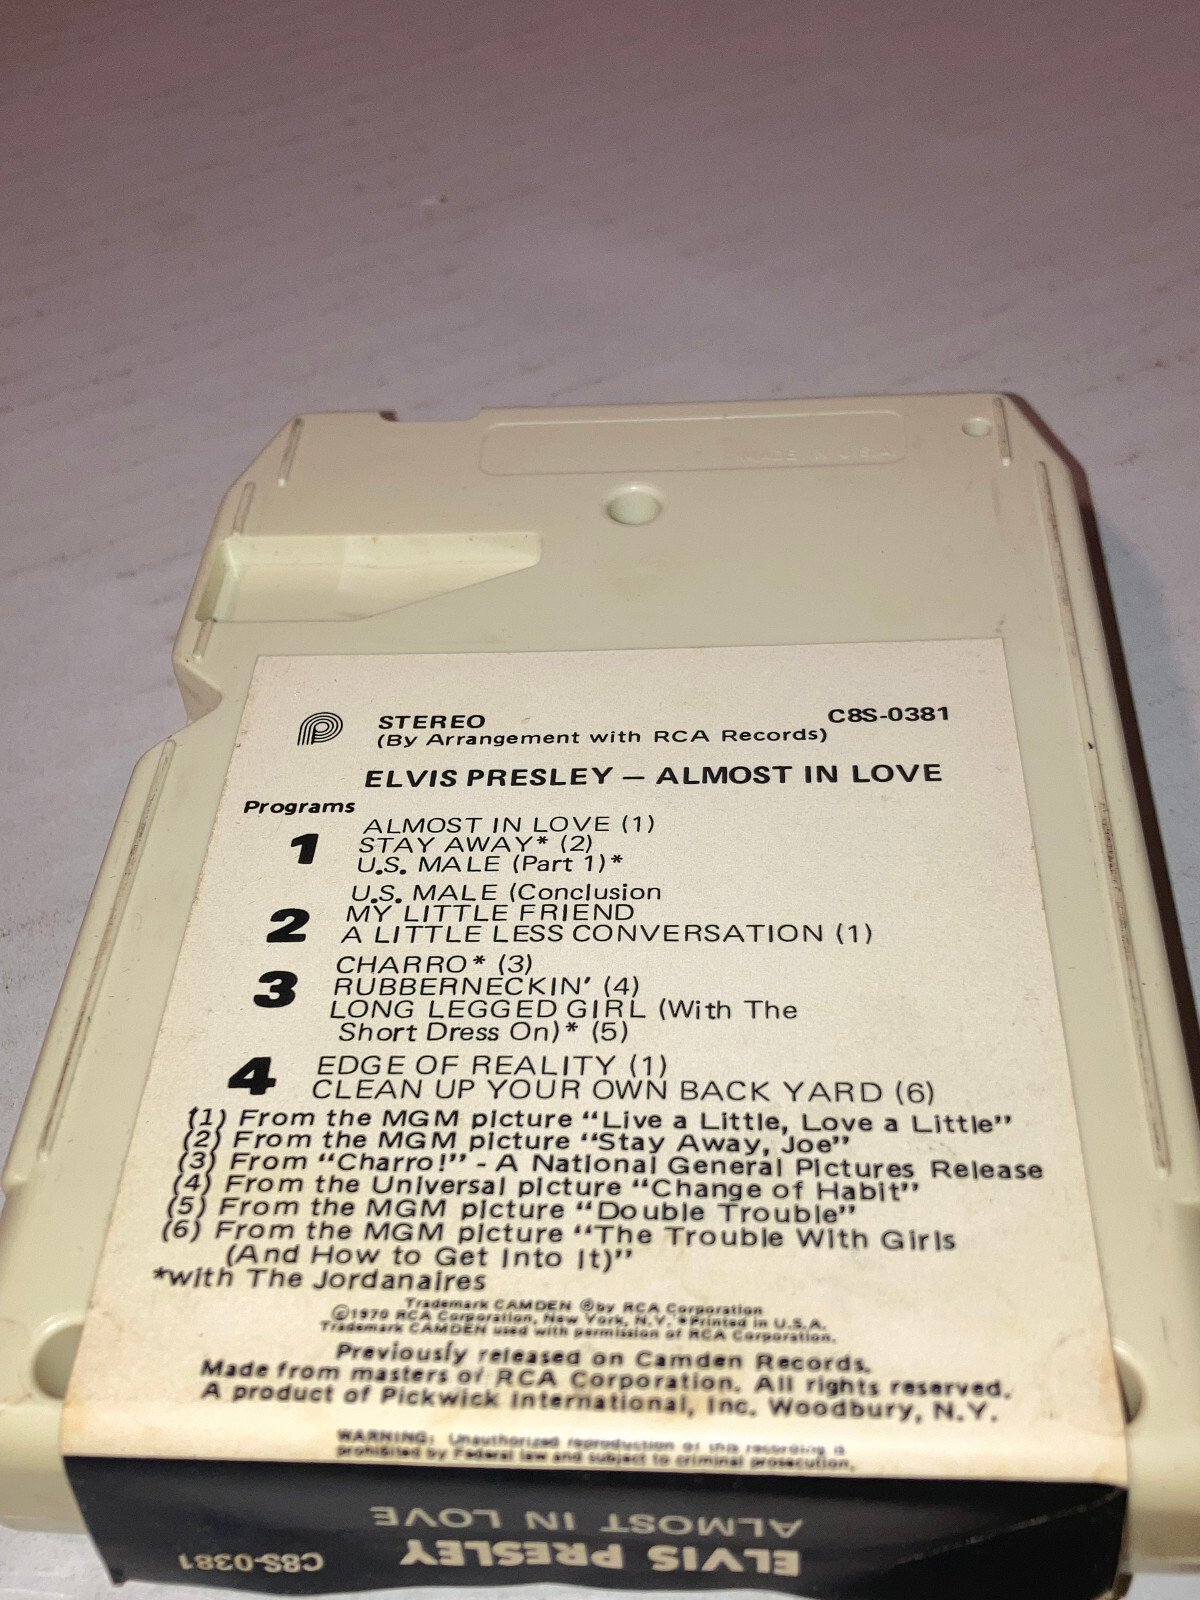 MADE IN U.S.A.
STEREO
C8S-0381
(By Arrangement with RCA Records)
ELVIS PRESLEY — ALMOST IN LOVE
Programs
1
ALMOST IN LOVE (1)
STAY AWAY* (2)
U.S. MALE (Part 1)*
2
U.S. MALE (Conclusion
MY LITTLE FRIEND
A LITTLE LESS CONVERSATION (1)
3
CHARRO* (3)
RUBBERNECKIN' (4)
LONG LEGGED GIRL (With The
Short Dress On)* (5)
4
EDGE OF REALITY (1)
CLEAN UP YOUR OWN BACK YARD (6)
(1) From the MGM picture "Live a Little, Love a Little"
(2) From the MGM picture "Stay Away, Joe"
(3) From "Charro!" - A National General Pictures Release
(4) From the Universal picture "Change of Habit"
(5) From the MGM picture "Double Trouble"
(6) From the MGM picture "The Trouble With Girls
(And How to Get Into It)"
*with The Jordanaires
Trademark CAMDEN ® by RCA Corporation
©1970 RCA Corporation, New York, N.Y. • Printed in U.S.A.
Trademark CAMDEN used with permission of RCA Corporation.
Previously released on Camden Records.
Made from masters of RCA Corporation. All rights reserved.
A product of Pickwick International, Inc. Woodbury, N.Y.
WARNING: Unauthorized reproduction of this recording is
prohibited by Federal law and subject to criminal prosecution.
ELVIS PRESLEY
C8S-0381
ALMOST IN LOVE